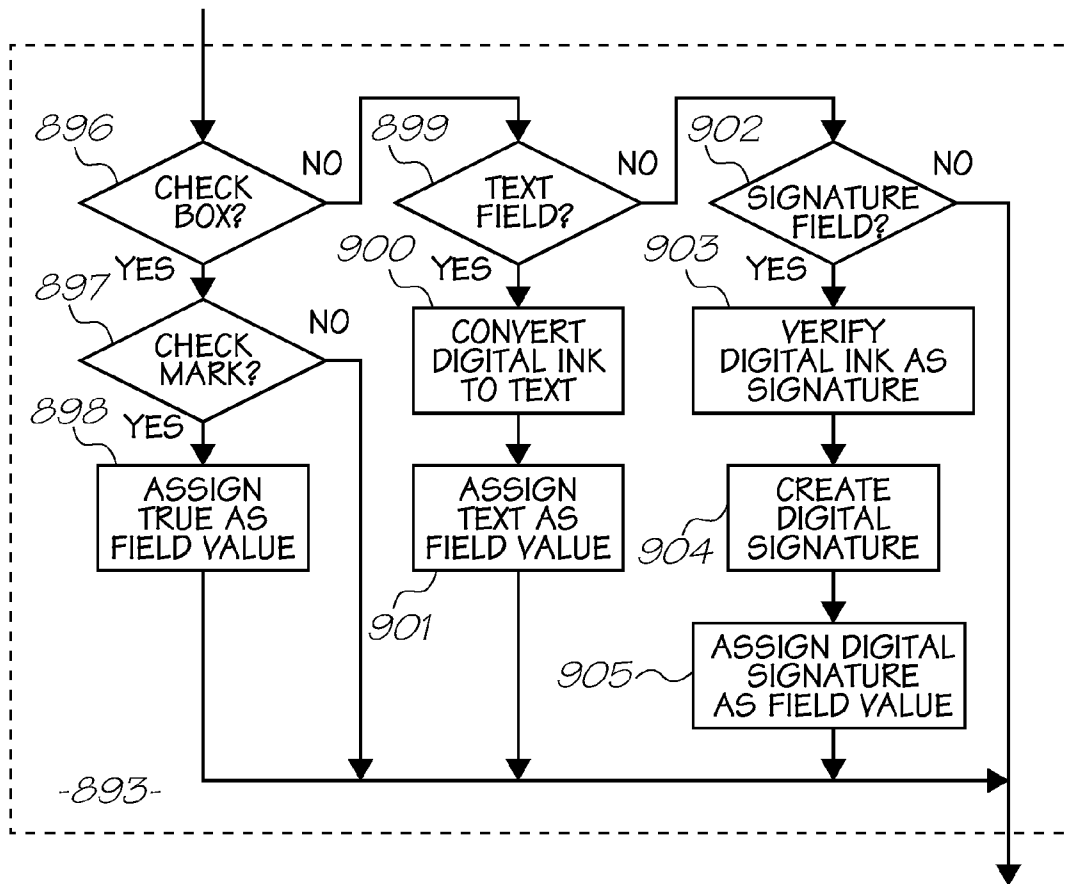 896
CHECK
BOX?
NO
YES
897
CHECK
MARK?
NO
YES
898
ASSIGN
TRUE AS
FIELD VALUE
899
TEXT
FIELD?
NO
YES
900
CONVERT
DIGITAL INK
TO TEXT
ASSIGN
TEXT AS
FIELD VALUE
901
902
SIGNATURE
FIELD?
NO
YES
903
VERIFY
DIGITAL INK AS
SIGNATURE
CREATE
DIGITAL
SIGNATURE
904
ASSIGN DIGITAL
SIGNATURE
AS FIELD VALUE
905
-893-